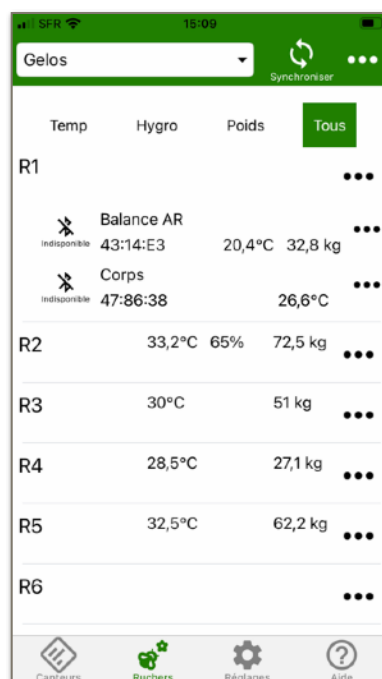 SFR 15:09
Gelos
Synchroniser
Temp Hygro Poids Tous
R1
Balance AR
Indisponible 43:14:E3 20,4°C 32,8 kg
Corps
Indisponible 47:86:38 26,6°C
R2 33,2°C 65% 72,5 kg
R3 30°C 51 kg
R4 28,5°C 27,1 kg
R5 32,5°C 62,2 kg
R6
Capteurs Ruchers Réglages Aide